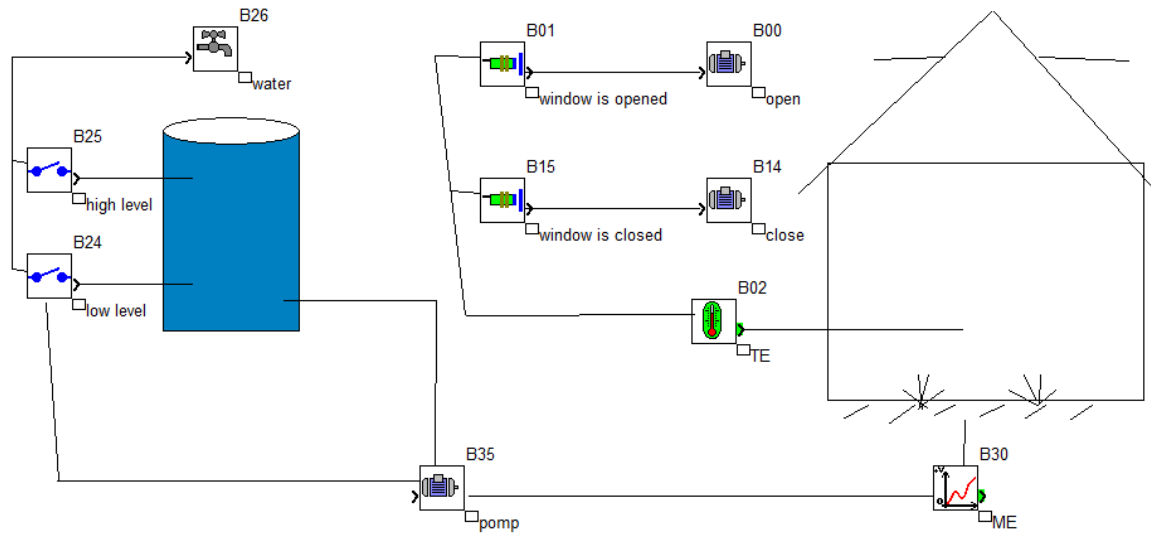 B26
water
B25
high level
B24
low level
B01
window is opened
B00
open
B15
window is closed
B14
close
B02
TE
B35
pomp
B30
+V
0
ME